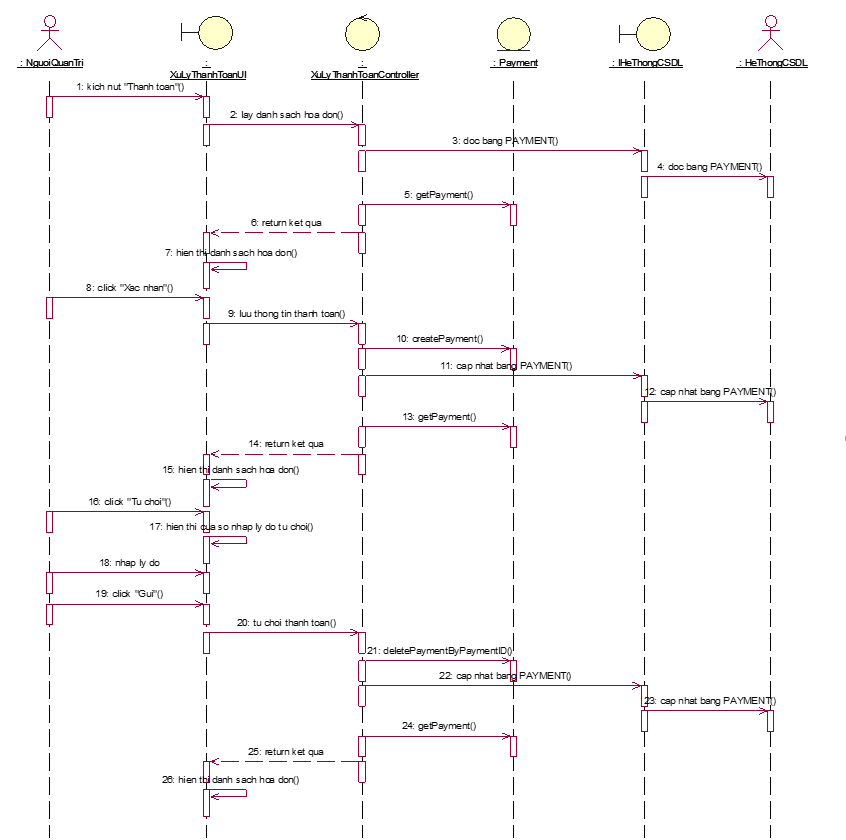 : NguoiQuanTri
:
XuLyThanhToanUI
:
XuLyThanhToanController
: Payment
: IHeThongCSDL
: HeThongCSDL
1: kich nut "Thanh toan"()
2: lay danh sach hoa don()
3: doc bang PAYMENT()
4: doc bang PAYMENT()
5: getPayment()
6: return ket qua
7: hien thi danh sach hoa don()
8: click "Xac nhan"()
9: luu thong tin thanh toan()
10: createPayment()
11: cap nhat bang PAYMENT()
12: cap nhat bang PAYMENT()
13: getPayment()
14: return ket qua
15: hien thi danh sach hoa don()
16: click "Tu choi"()
17: hien thi cua so nhap ly do tu choi()
18: nhap ly do
19: click "Gui"()
20: tu choi thanh toan()
21: deletePaymentByPaymentID()
22: cap nhat bang PAYMENT()
23: cap nhat bang PAYMENT()
24: getPayment()
25: return ket qua
26: hien thi danh sach hoa don()